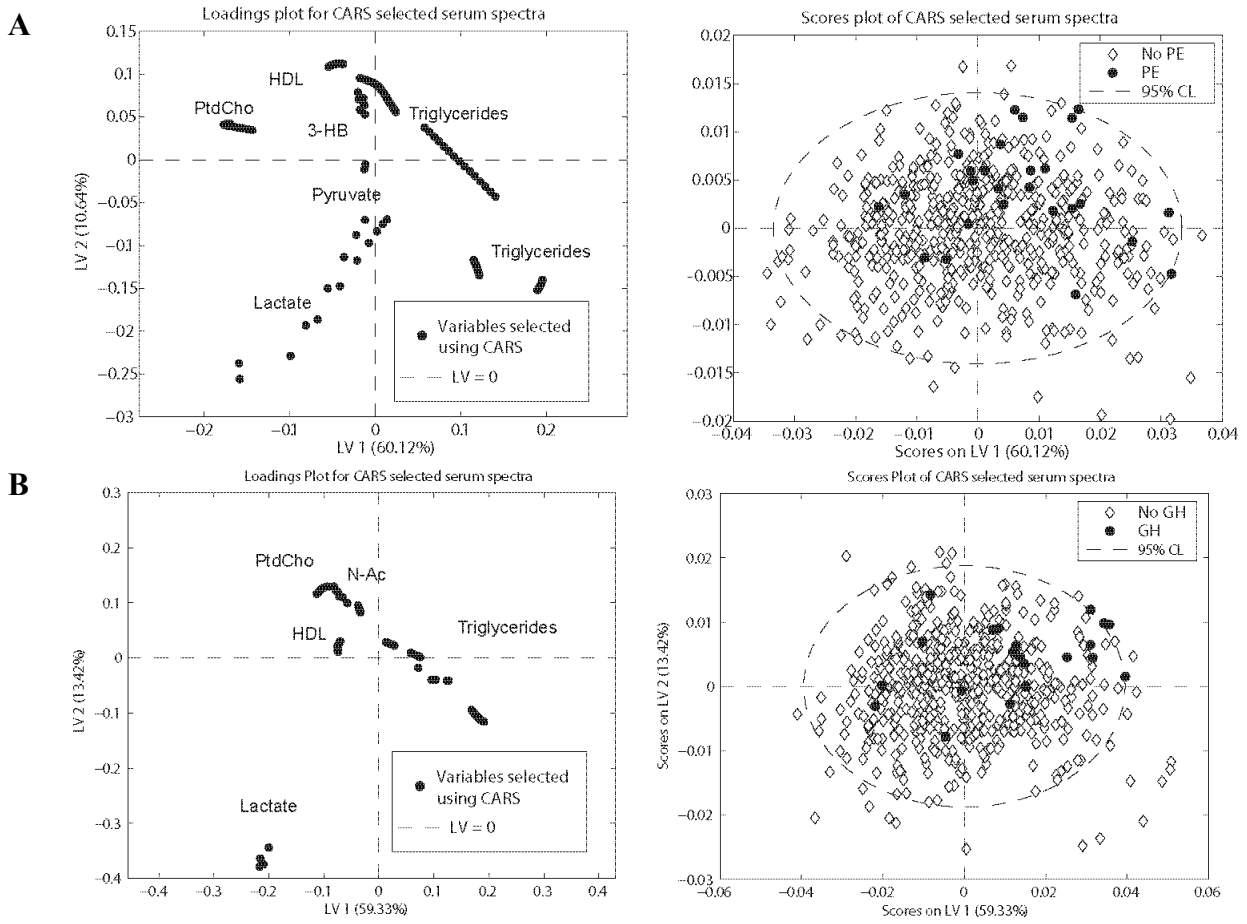 A
Loadings plot for CARS selected serum spectra
0.15
0.1
0.05
0
−0.05
−0.1
−0.15
−0.2
−0.25
−0.3
LV 2 (10.64%)
HDL
PtdCho
3-HB
Triglycerides
Pyruvate
Triglycerides
Lactate
Variables selected
using CARS
LV = 0
−0.2
−0.1
0
0.1
0.2
LV 1 (60.12%)
Scores plot of CARS selected serum spectra
0.02
0.015
0.01
0.005
0
−0.005
−0.01
−0.015
−0.02
No PE
PE
95% CL
−0.04
−0.03
−0.02
−0.01
0
0.01
0.02
0.03
0.04
Scores on LV 1 (60.12%)
B
Loadings Plot for CARS selected serum spectra
0.3
0.2
0.1
0
−0.1
−0.2
−0.3
−0.4
LV 2 (13.42%)
PtdCho
N-Ac
HDL
Triglycerides
Lactate
Variables selected
using CARS
LV = 0
−0.4
−0.3
−0.2
−0.1
0
0.1
0.2
0.3
0.4
LV 1 (59.33%)
Scores Plot of CARS selected serum spectra
0.03
0.02
0.01
0
−0.01
−0.02
−0.03
Scores on LV 2 (13.42%)
No GH
GH
95% CL
−0.06
−0.04
−0.02
0
0.02
0.04
0.06
Scores on LV 1 (59.33%)